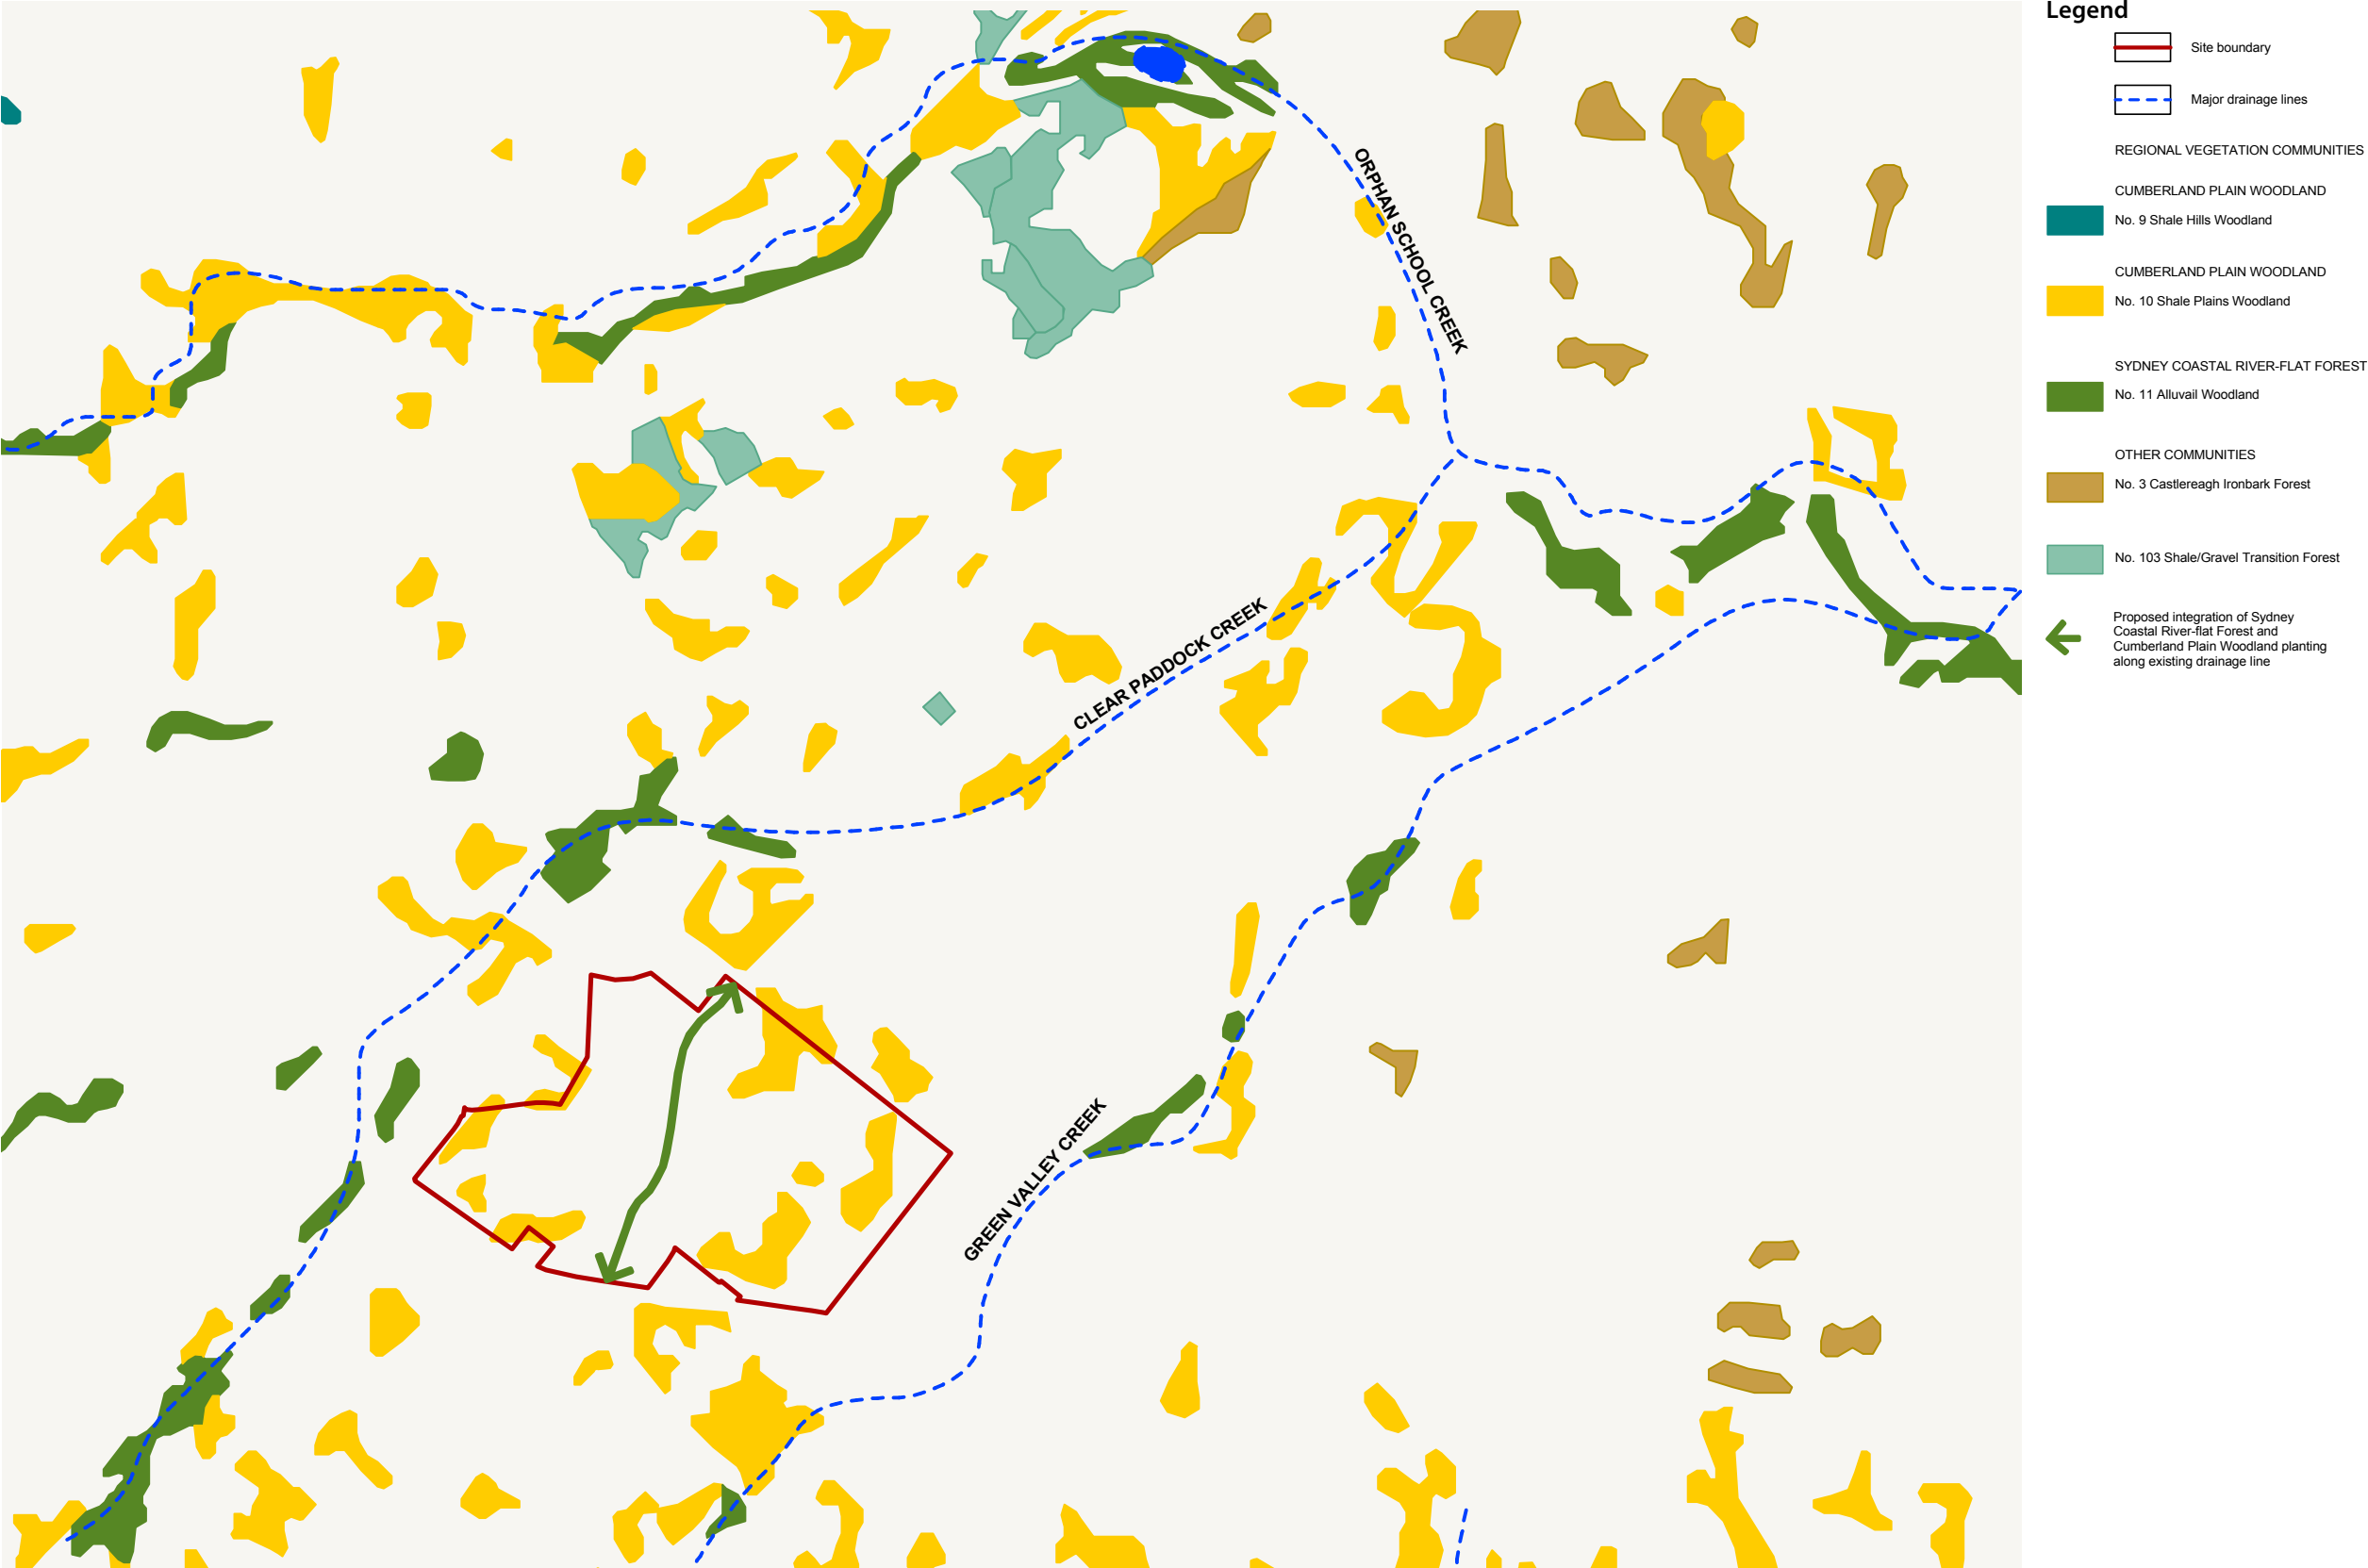 Legend
Site boundary
Major drainage lines
REGIONAL VEGETATION COMMUNITIES
CUMBERLAND PLAIN WOODLAND
No. 9 Shale Hills Woodland
CUMBERLAND PLAIN WOODLAND
No. 10 Shale Plains Woodland
SYDNEY COASTAL RIVER-FLAT FOREST
No. 11 Alluvail Woodland
OTHER COMMUNITIES
No. 3 Castlereagh Ironbark Forest
No. 103 Shale/Gravel Transition Forest
Proposed integration of Sydney
Coastal River-flat Forest and
Cumberland Plain Woodland planting
along existing drainage line
ORPHAN SCHOOL CREEK
CLEAR PADDOCK CREEK
GREEN VALLEY CREEK